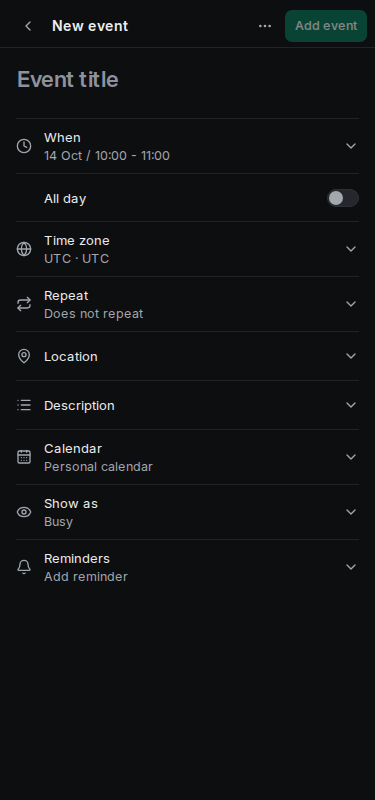 New event
Add event
Event title
When
14 Oct / 10:00 - 11:00
All day
Time zone
UTC · UTC
Repeat
Does not repeat
Location
Description
Calendar
Personal calendar
Show as
Busy
Reminders
Add reminder